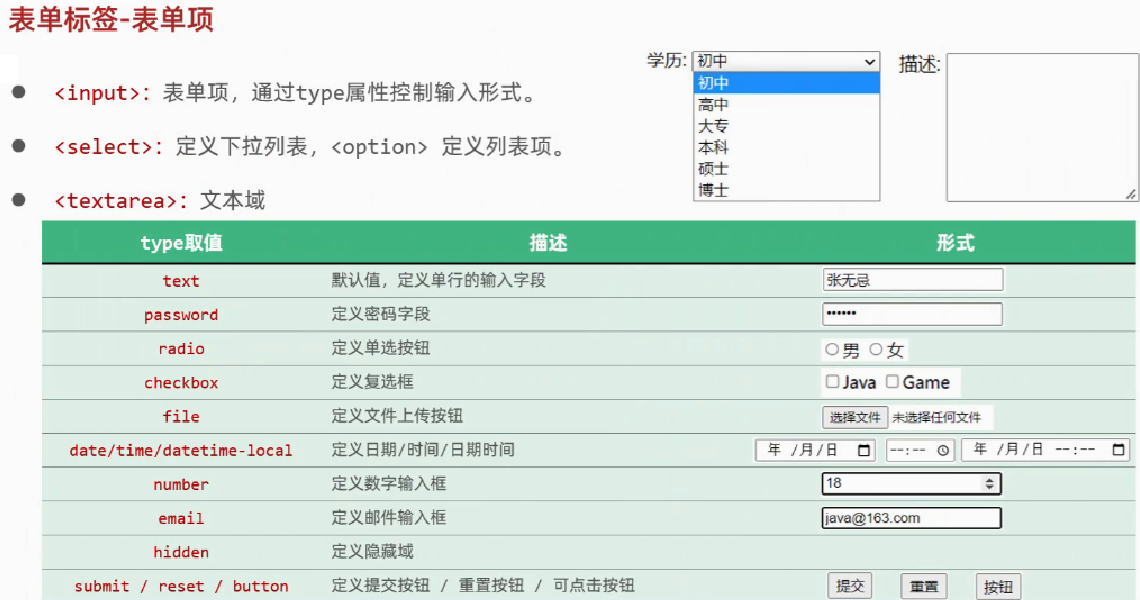 表单标签-表单项
<input>：表单项，通过type属性控制输入形式。
<select>：定义下拉列表，<option> 定义列表项。
<textarea>：文本域
学历: 初中
初中
高中
大专
本科
硕士
博士
描述:
type取值 描述 形式
text 默认值，定义单行的输入字段 张无忌
password 定义密码字段 ••••••
radio 定义单选按钮 男 女
checkbox 定义复选框 Java Game
file 定义文件上传按钮 选择文件 未选择任何文件
date/time/datetime-local 定义日期/时间/日期时间 年 /月/日 --:-- 年 /月/日 --:--
number 定义数字输入框 18
email 定义邮件输入框 java@163.com
hidden 定义隐藏域
submit / reset / button 定义提交按钮 / 重置按钮 / 可点击按钮 提交 重置 按钮